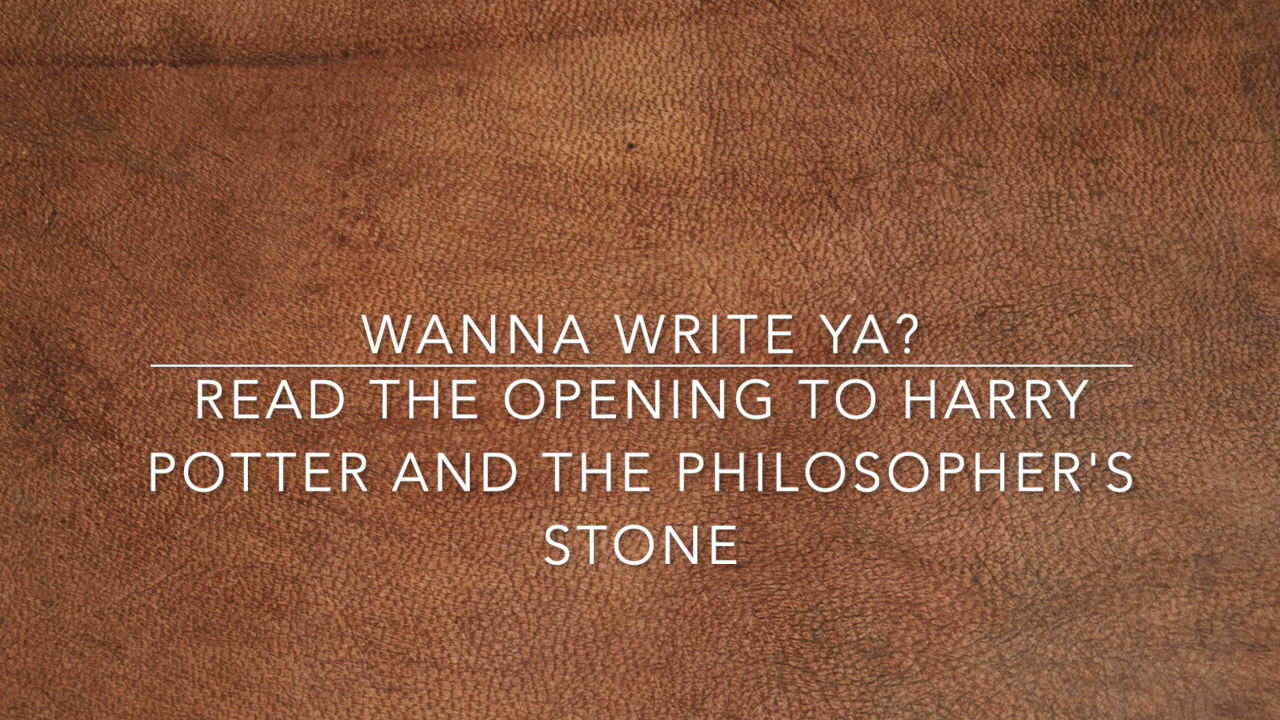 WANNA WRITE YA?
READ THE OPENING TO HARRY
POTTER AND THE PHILOSOPHER'S
STONE